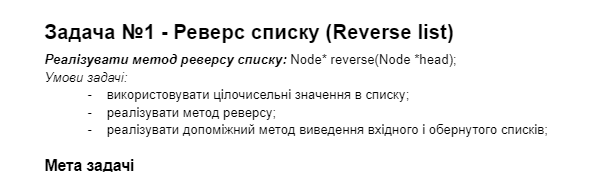 Задача №1 - Реверс списку (Reverse list)
Реалізувати метод реверсу списку: Node* reverse(Node *head);
Умови задачі:
- використовувати цілочисельні значення в списку;
- реалізувати метод реверсу;
- реалізувати допоміжний метод виведення вхідного і обернутого списків;
Мета задачі